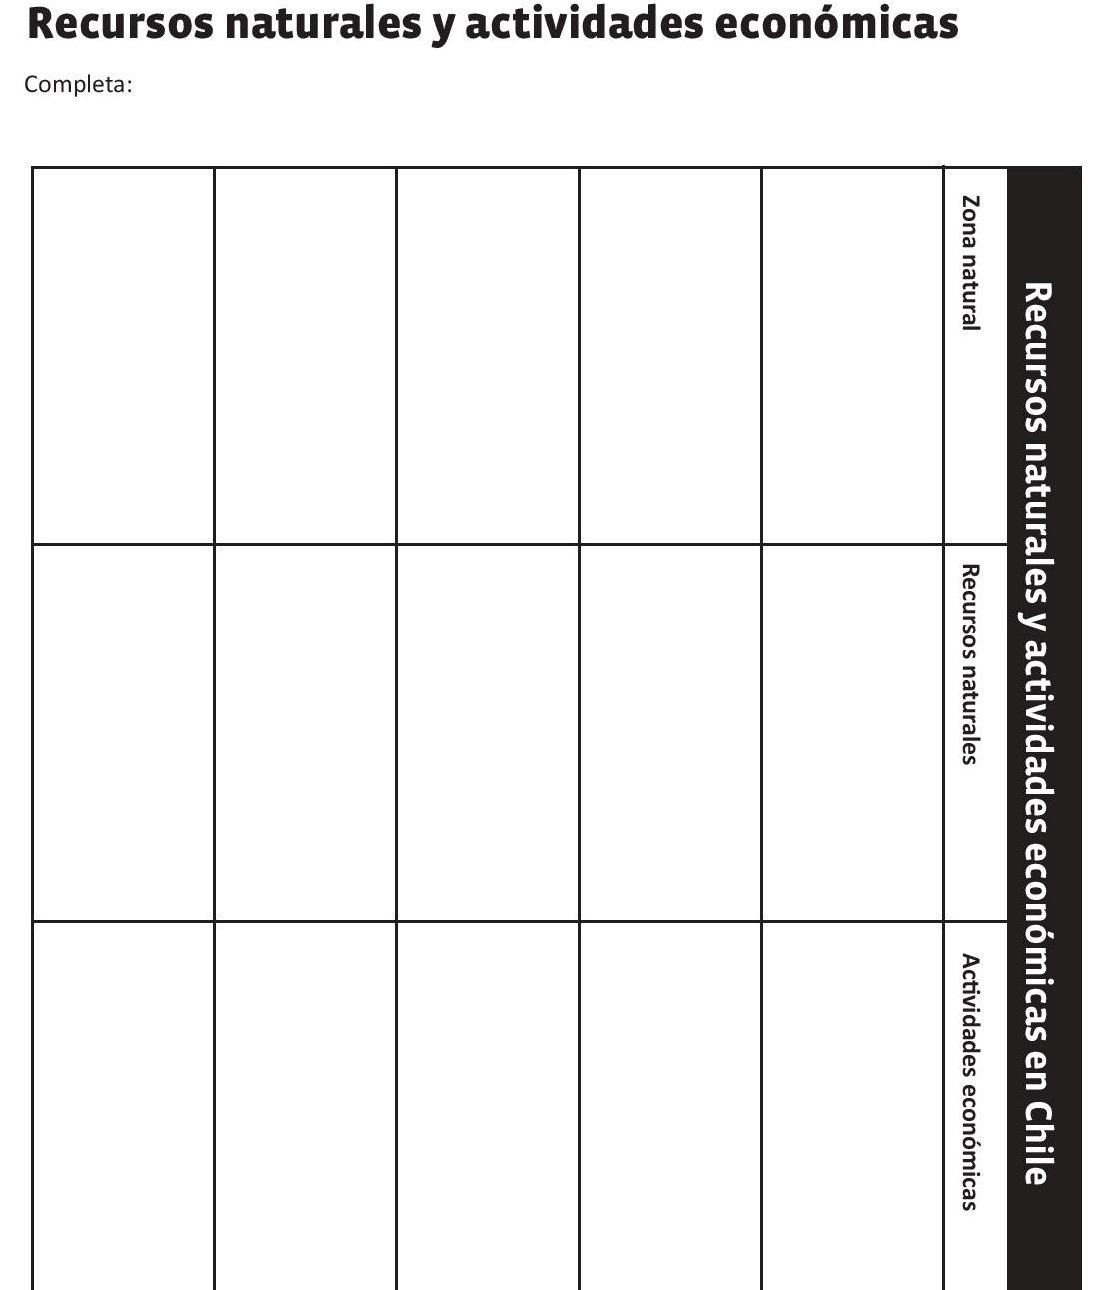 Recursos naturales y actividades económicas
Completa:
Recursos naturales y actividades económicas en Chile
Zona natural
Recursos naturales
Actividades económicas